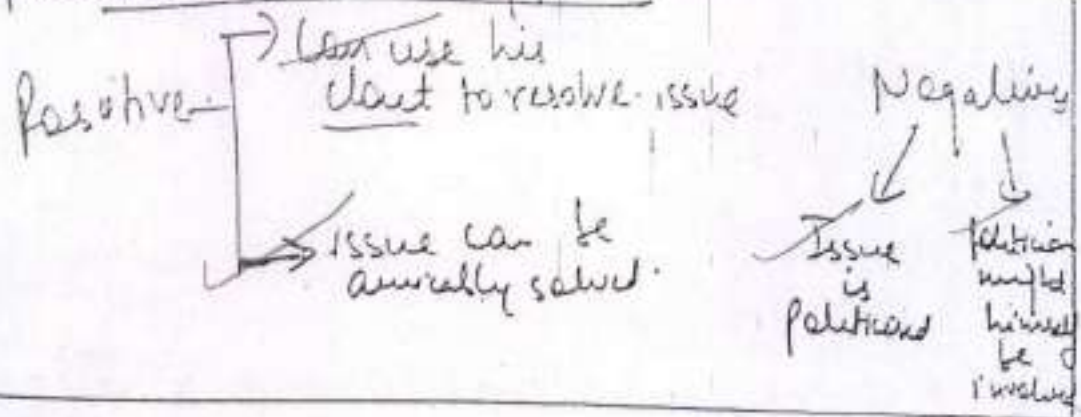 Positive
Can use his
clout to resolve issue
issue can be
amicably solved.
Negative
Issue
is
Politicised
Politician
might
himself
be
involved